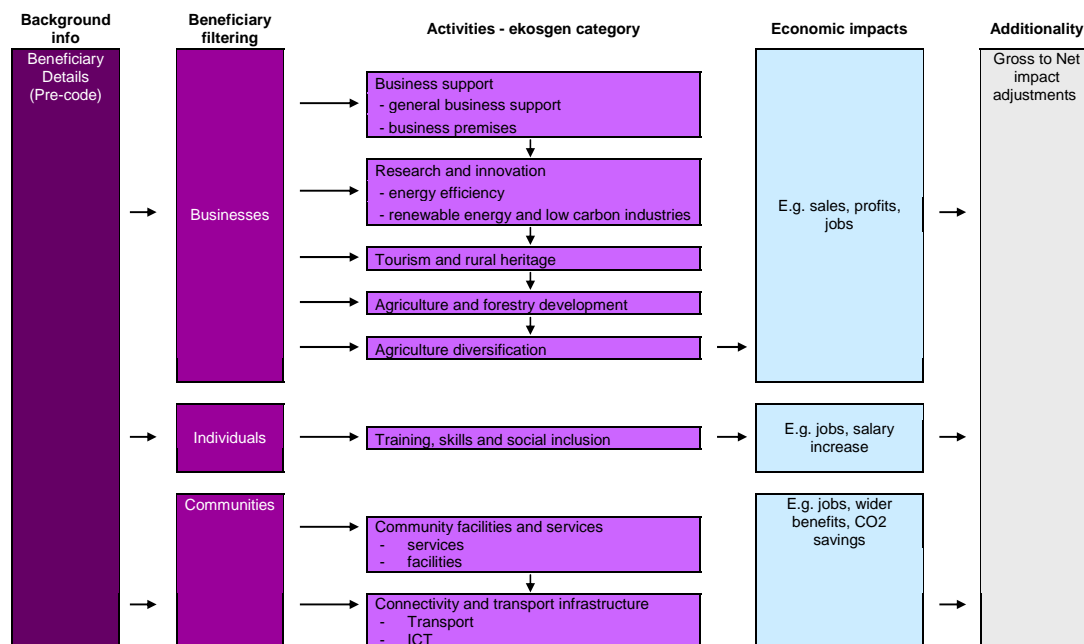 Background
info
Beneficiary
filtering
Activities - ekosgen category
Economic impacts
Additionality
Beneficiary
Details
(Pre-code)
Businesses
Business support
- general business support
- business premises
Research and innovation
- energy efficiency
- renewable energy and low carbon industries
Tourism and rural heritage
Agriculture and forestry development
Agriculture diversification
E.g. sales, profits,
jobs
Gross to Net
impact
adjustments
Individuals
Training, skills and social inclusion
E.g. jobs, salary
increase
Communities
Community facilities and services
- services
- facilities
Connectivity and transport infrastructure
- Transport
- ICT
E.g. jobs, wider
benefits, CO2
savings